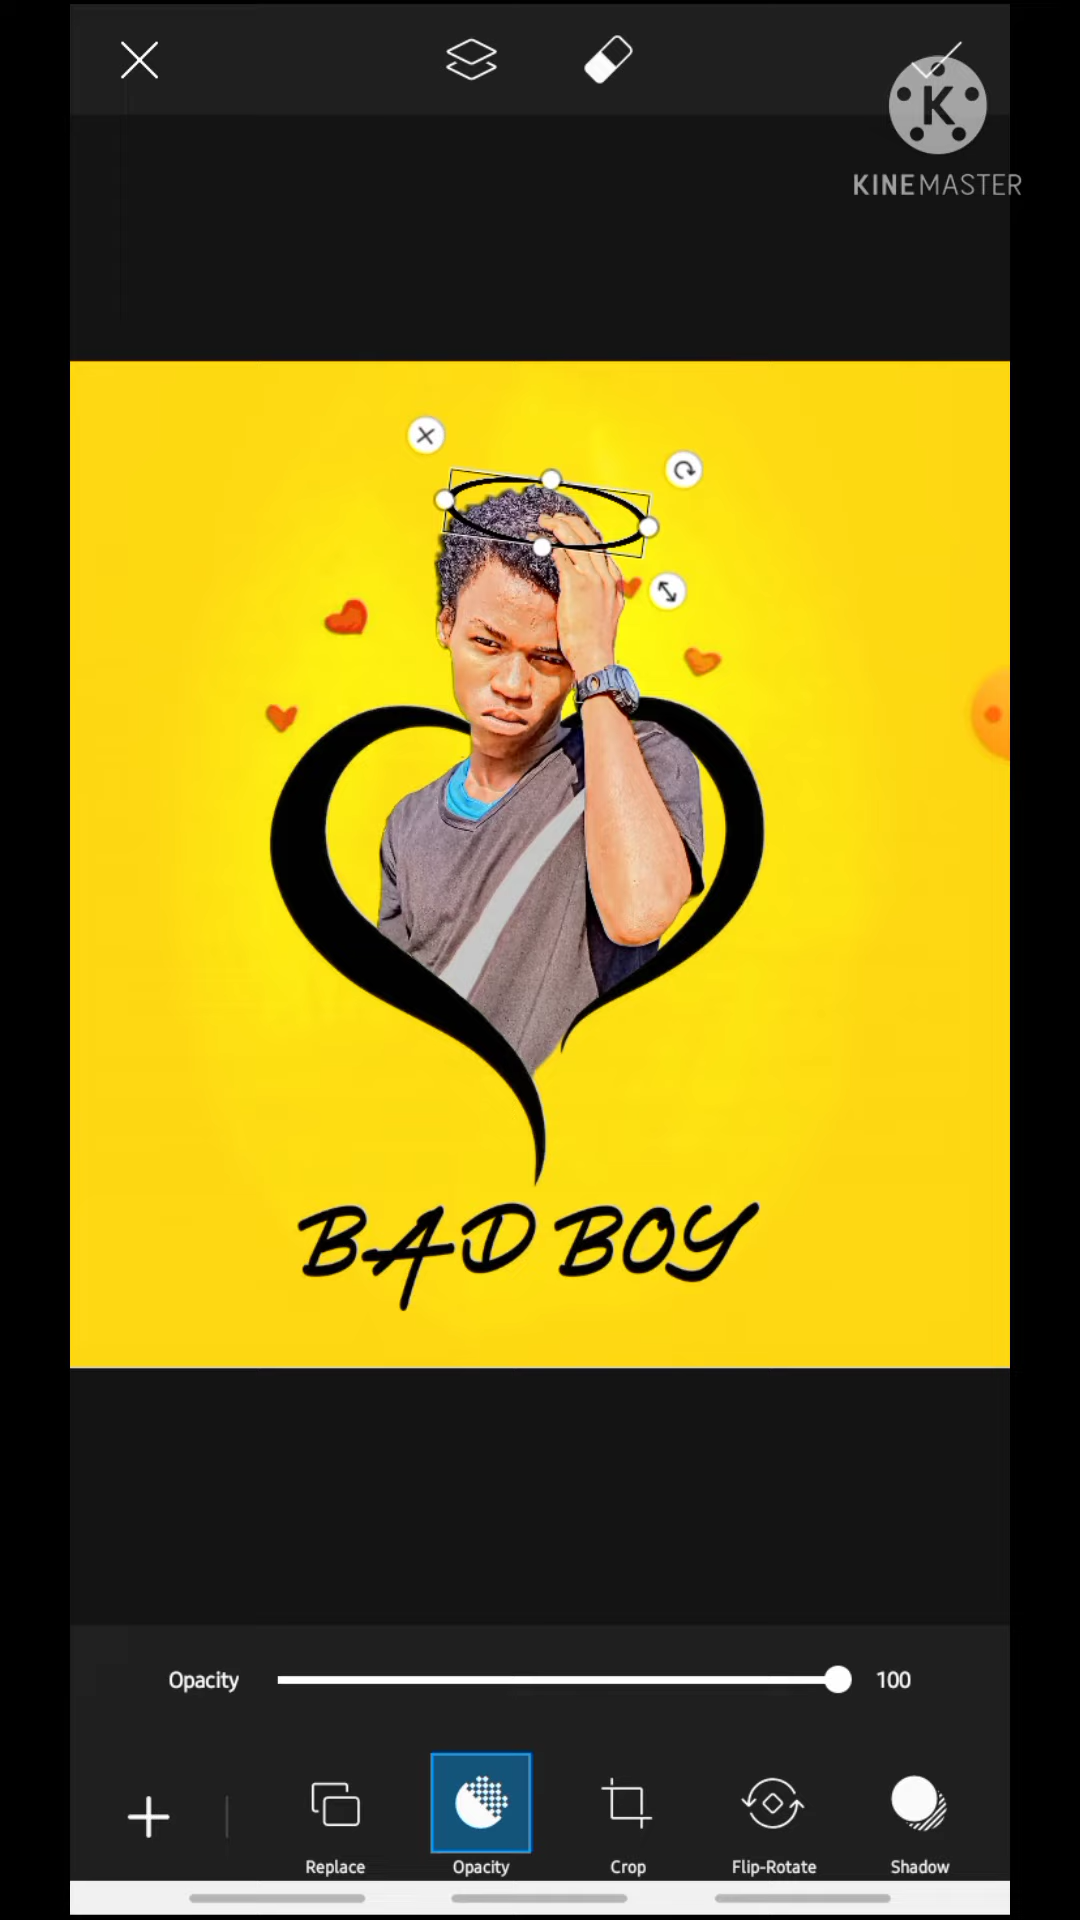 K
KINEMASTER
BAD BOY
Opacity 100
Replace Opacity Crop Flip-Rotate Shadow